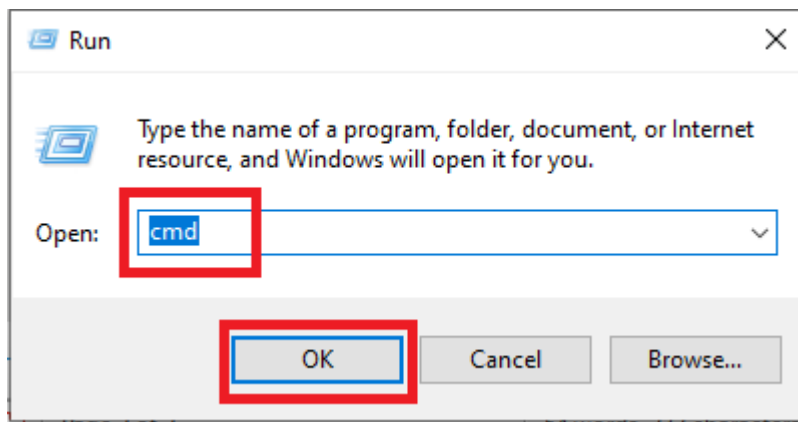 Run
Type the name of a program, folder, document, or Internet
resource, and Windows will open it for you.
Open: cmd
OK Cancel Browse...